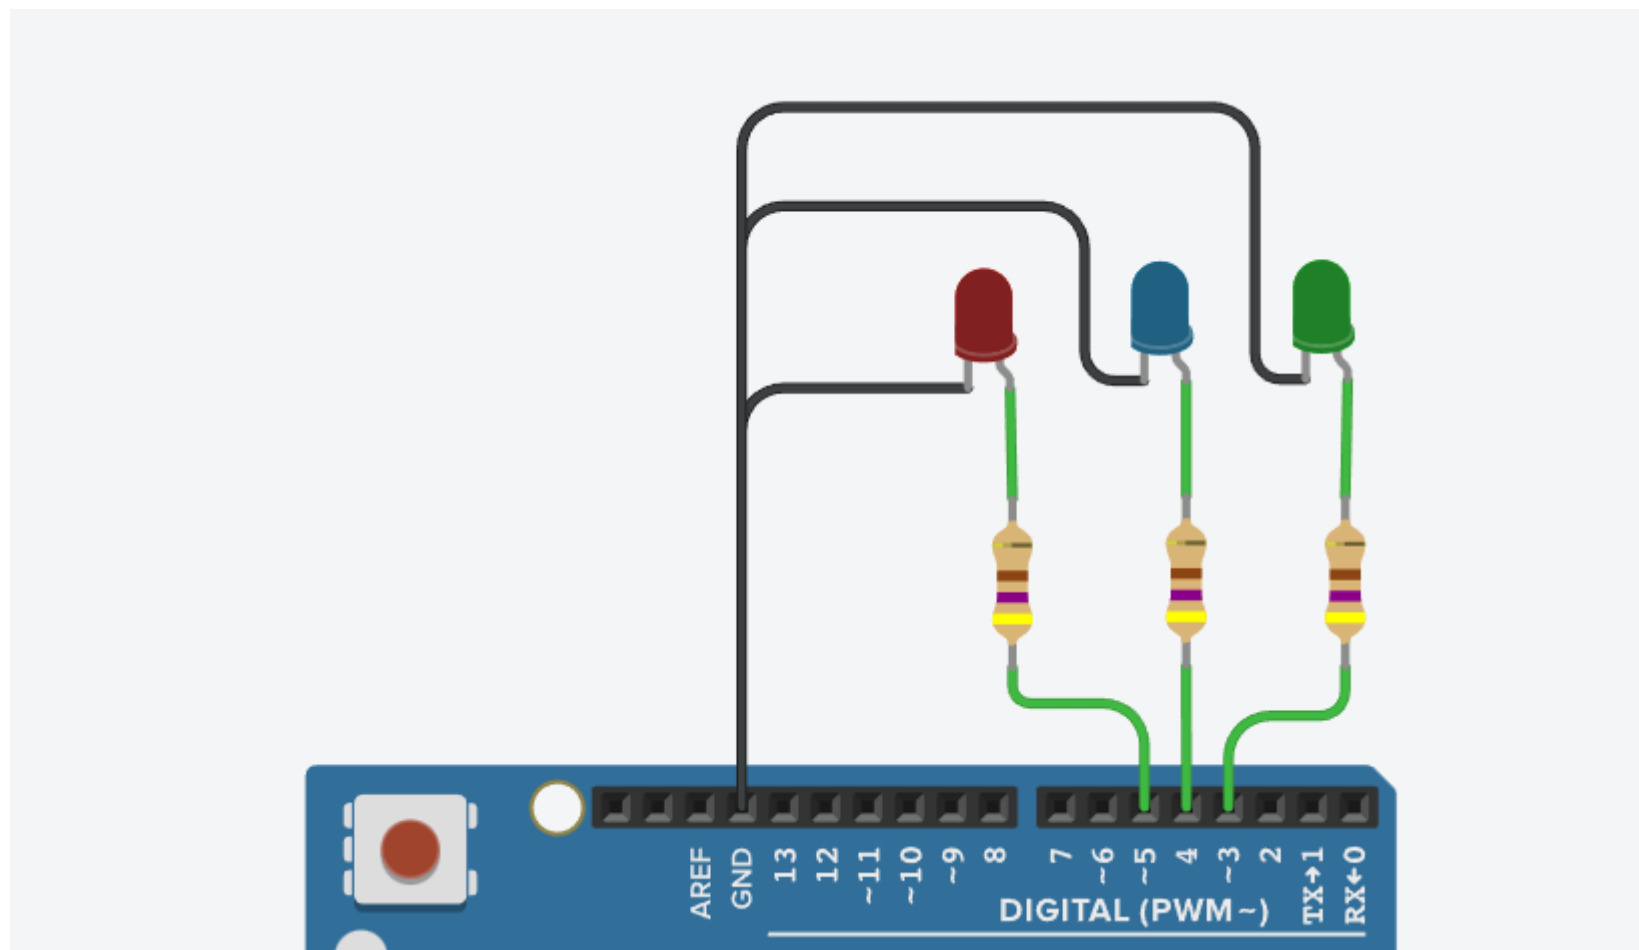 AREF
GND
13
12
~11
~10
~9
8
7
~6
~5
4
~3
2
TX→1
RX←0
DIGITAL (PWM~)